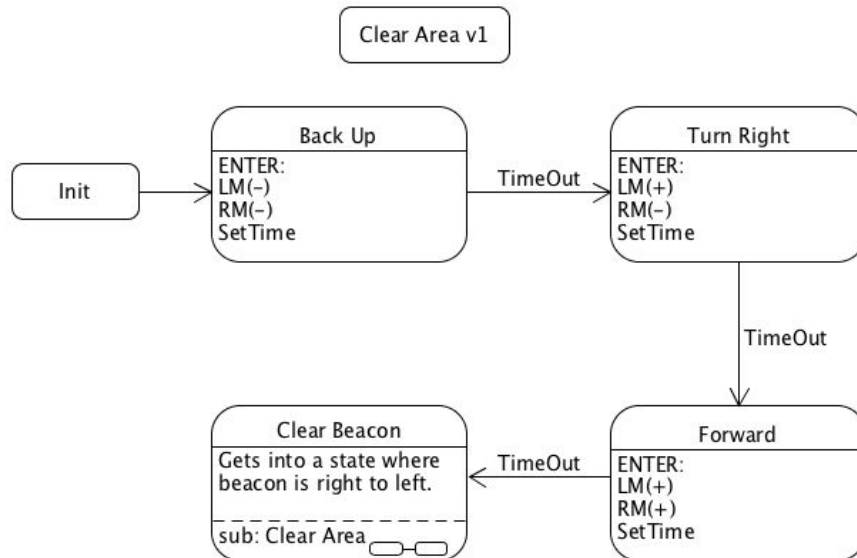 Clear Area v1
Init
Back Up
ENTER:
LM(–)
RM(–)
SetTime
TimeOut
Turn Right
ENTER:
LM(+)
RM(–)
SetTime
TimeOut
Forward
ENTER:
LM(+)
RM(+)
SetTime
TimeOut
Clear Beacon
Gets into a state where
beacon is right to left.
sub: Clear Area